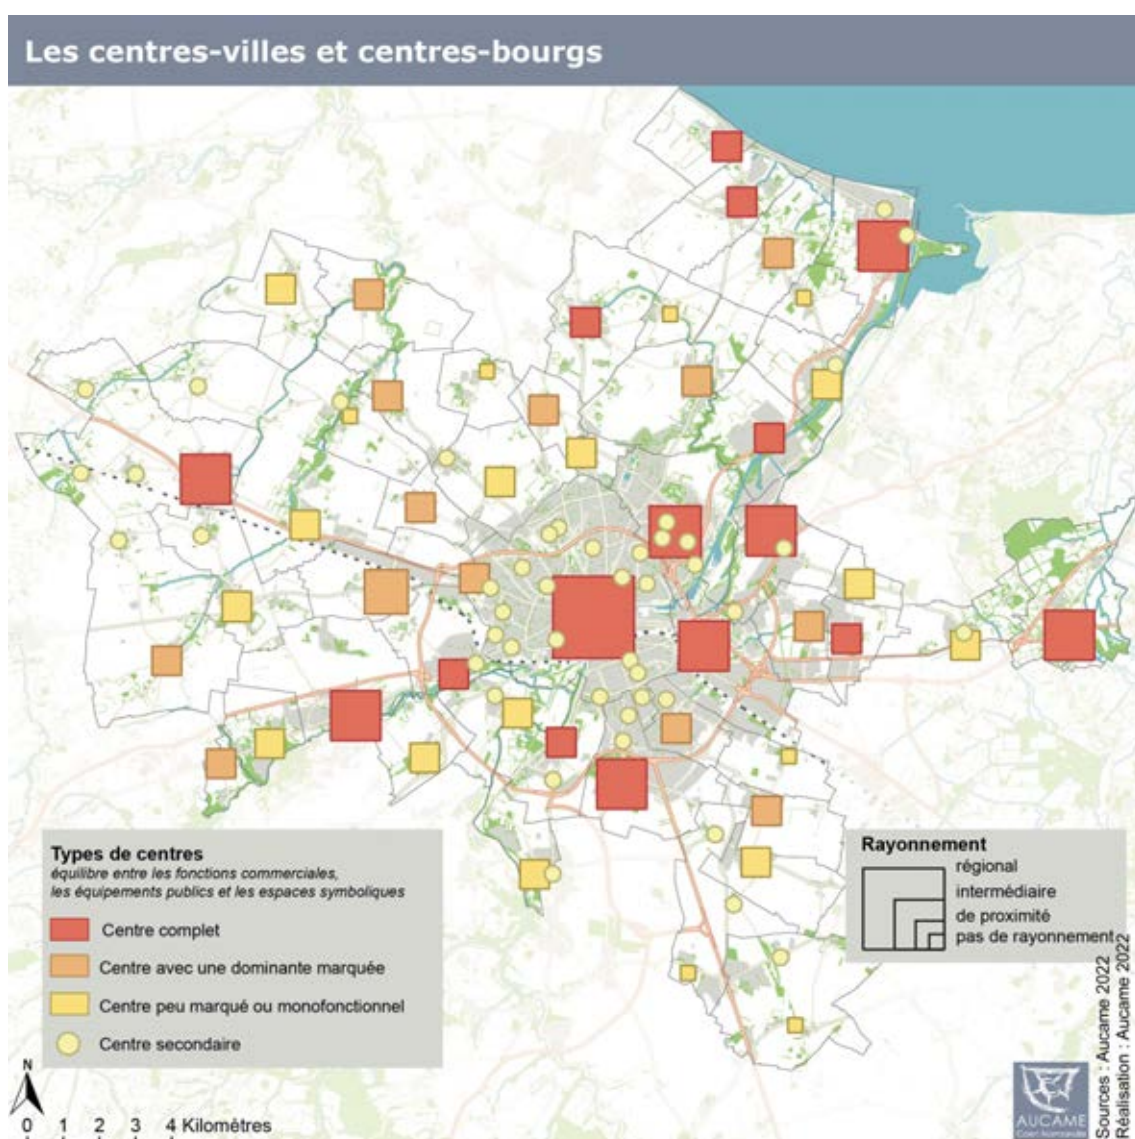 Les centres-villes et centres-bourgs
Types de centres
équilibre entre les fonctions commerciales,
les équipements publics et les espaces symboliques
Centre complet
Centre avec une dominante marquée
Centre peu marqué ou monofonctionnel
Centre secondaire
N
0 1 2 3 4 Kilomètres
Rayonnement
régional
intermédiaire
de proximité
pas de rayonnement
Sources : Aucame 2022
Réalisation : Aucame 2022
AUCAME
Caen Normandie